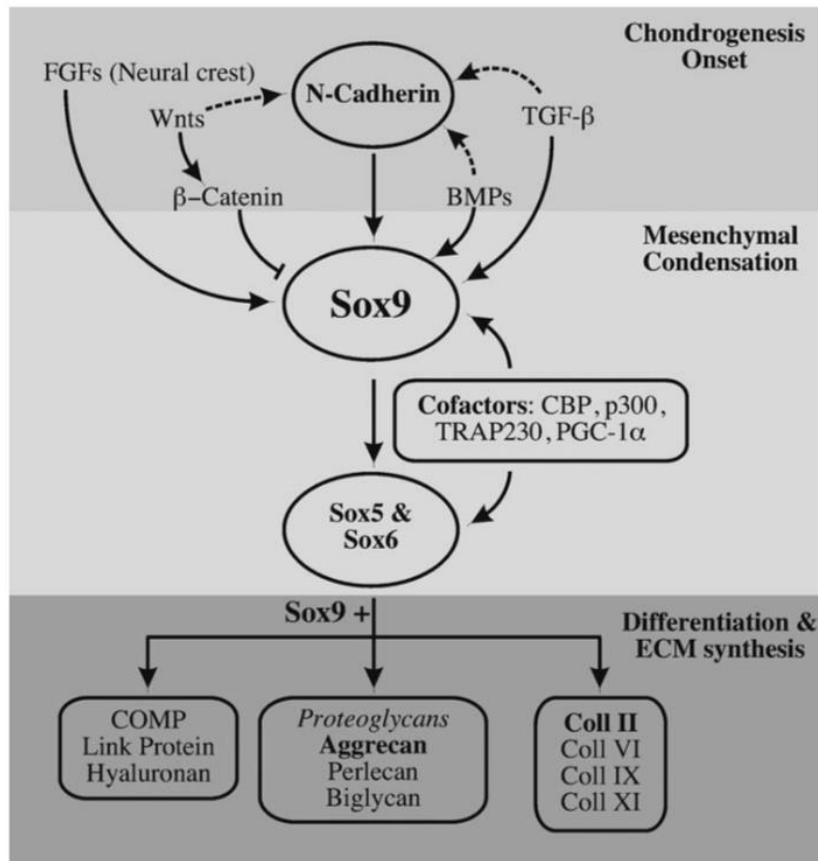 Chondrogenesis
Onset
FGFs (Neural crest)
N-Cadherin
Wnts
TGF-β
β–Catenin
BMPs
Mesenchymal
Condensation
Sox9
Cofactors: CBP, p300,
TRAP230, PGC-1α
Sox5 &
Sox6
Sox9 +
Differentiation &
ECM synthesis
COMP
Link Protein
Hyaluronan
Proteoglycans
Aggrecan
Perlecan
Biglycan
Coll II
Coll VI
Coll IX
Coll XI